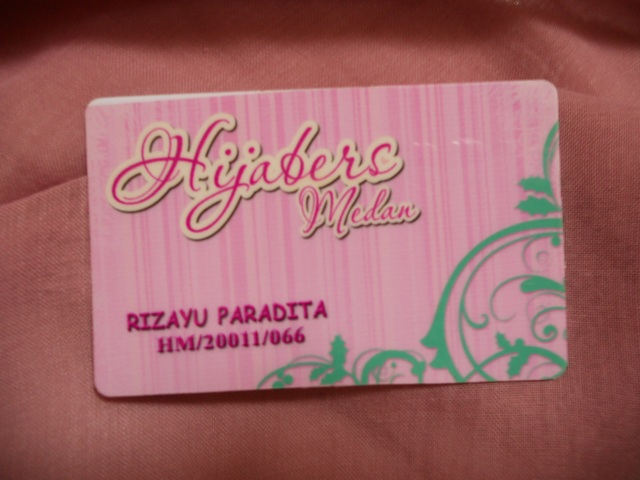 Hijabers
Medan
RIZAYU PARADITA
HM/20011/066